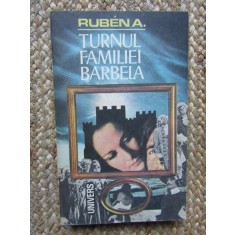 RUBÉN A.
TURNUL
FAMILIEI
BARBELA
UNIVERS